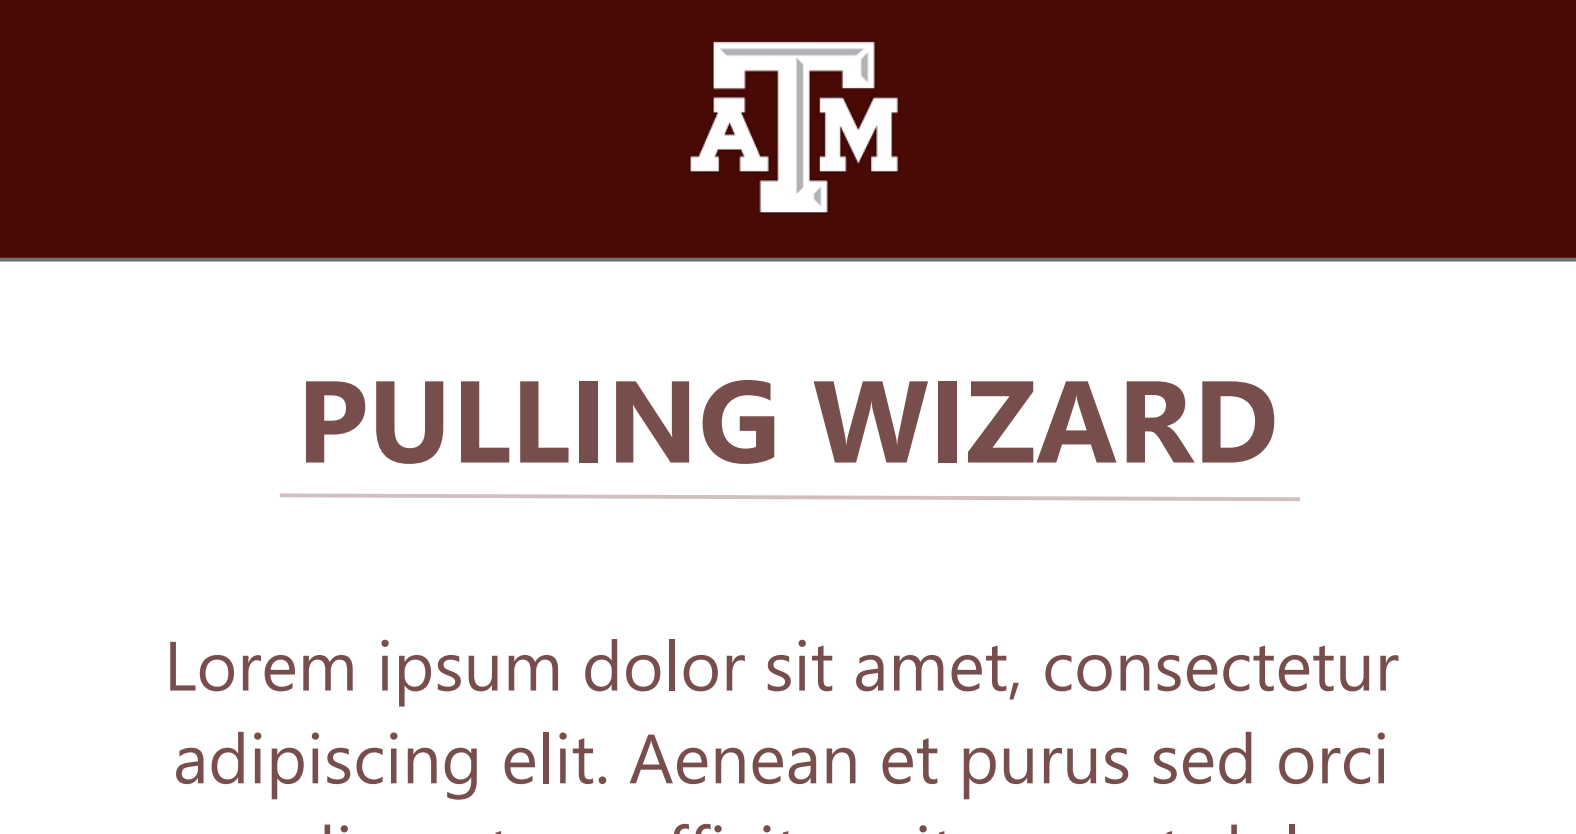 ATM
PULLING WIZARD
Lorem ipsum dolor sit amet, consectetur
adipiscing elit. Aenean et purus sed orci